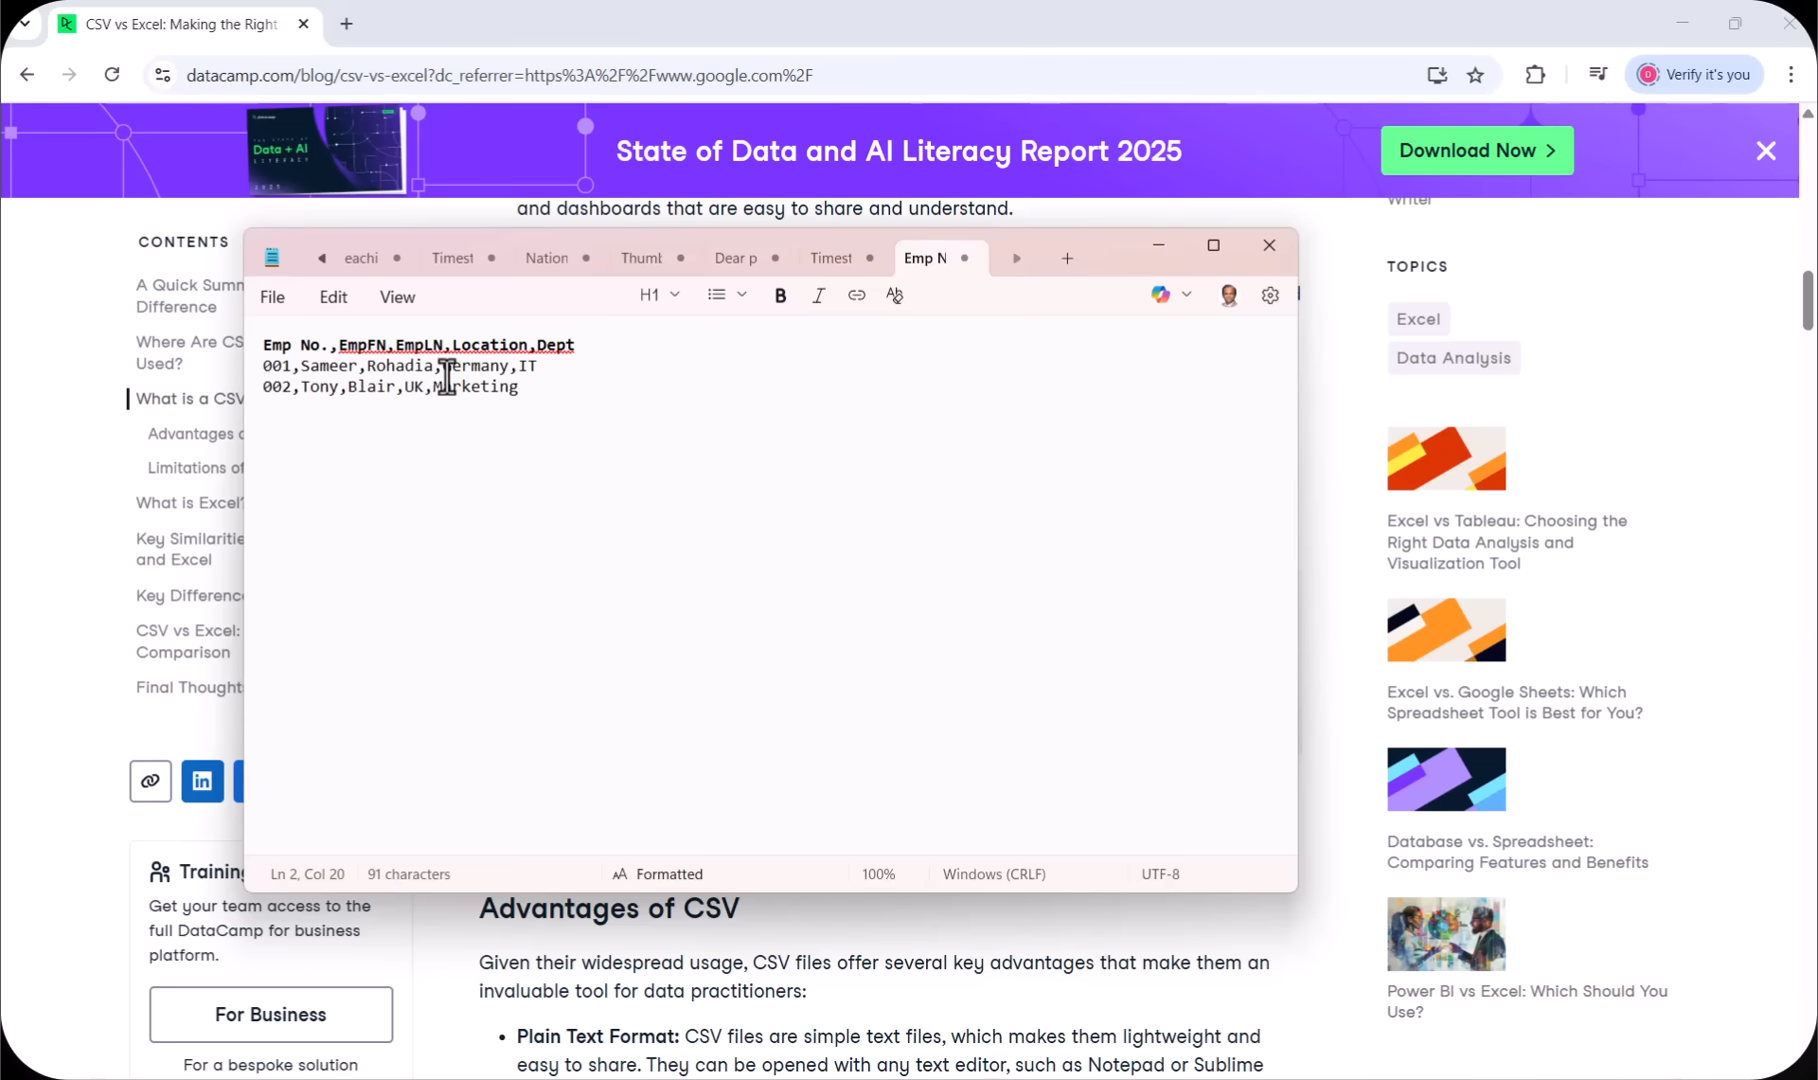 CSV vs Excel: Making the Right
datacamp.com/blog/csv-vs-excel?dc_referrer=https%3A%2F%2Fwww.google.com%2F
Verify it's you
Data + AI
LITERACY
State of Data and AI Literacy Report 2025
Download Now
and dashboards that are easy to share and understand.
CONTENTS
A Quick Summ
Difference
Where Are CS
Used?
What is a CSV
Advantages o
Limitations of
What is Excel?
Key Similaritie
and Excel
Key Differenc
CSV vs Excel:
Comparison
Final Thought
eachi
Timest
Nation
Thumb
Dear p
Timest
Emp N
File
Edit
View
H1
Emp No.,EmpFN,EmpLN,Location,Dept
001,Sameer,Rohadia,Germany,IT
002,Tony,Blair,UK,Marketing
Ln 2, Col 20
91 characters
Formatted
100%
Windows (CRLF)
UTF-8
Training
Get your team access to the
full DataCamp for business
platform.
For Business
For a bespoke solution
Advantages of CSV
Given their widespread usage, CSV files offer several key advantages that make them an
invaluable tool for data practitioners:
• Plain Text Format: CSV files are simple text files, which makes them lightweight and
easy to share. They can be opened with any text editor, such as Notepad or Sublime
Writer
TOPICS
Excel
Data Analysis
Excel vs Tableau: Choosing the
Right Data Analysis and
Visualization Tool
Excel vs. Google Sheets: Which
Spreadsheet Tool is Best for You?
Database vs. Spreadsheet:
Comparing Features and Benefits
Power BI vs Excel: Which Should You
Use?